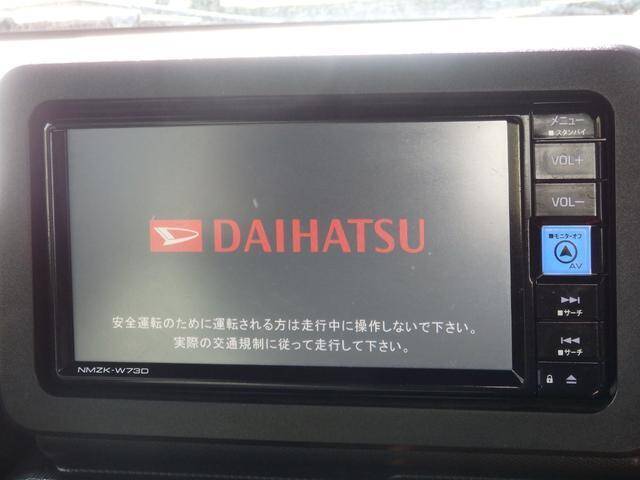 メニュー
■スタンバイ
VOL+
VOL−
■モニターオフ
AV
DAIHATSU
■サーチ
安全運転のために運転される方は走行中に操作しないで下さい。
実際の交通規制に従って走行して下さい。
■サーチ
NMZK-W73D